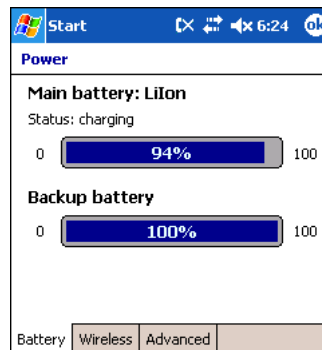 Start 6:24 ok
Power
Main battery: LiIon
Status: charging
0 94% 100
Backup battery
0 100% 100
Battery Wireless Advanced